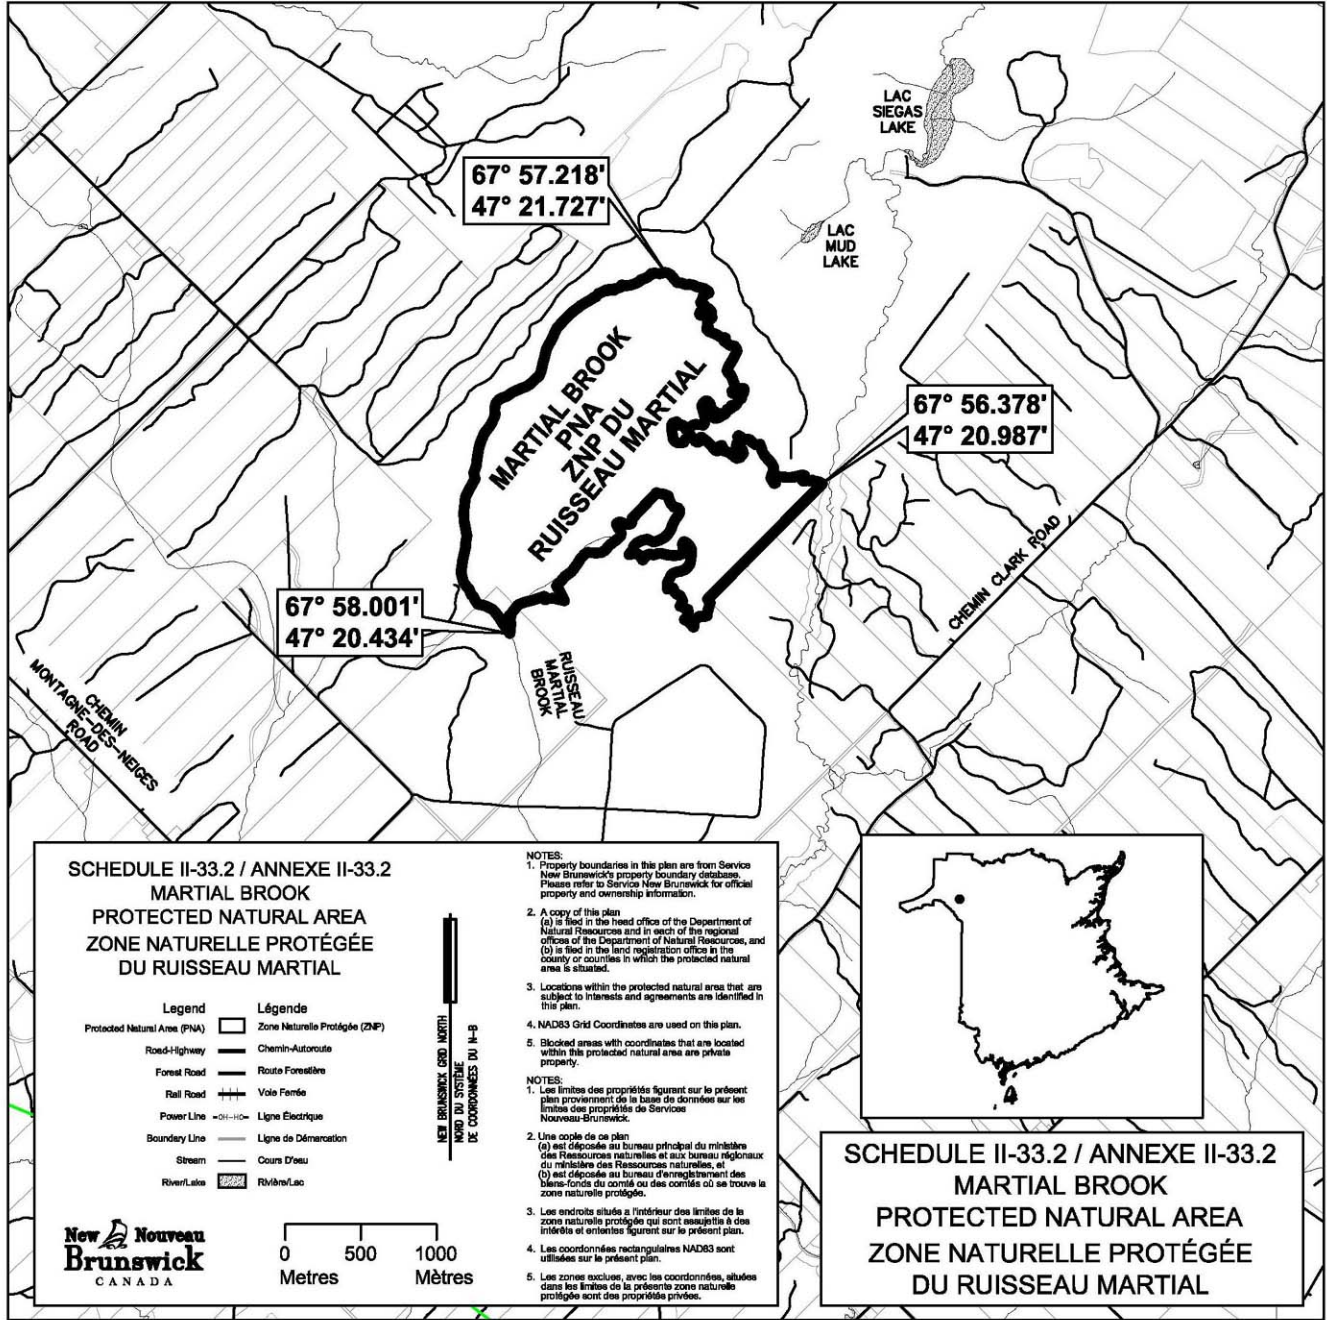 LAC
SIEGAS
LAKE
67° 57.218'
47° 21.727'
LAC
MUD
LAKE
MARTIAL BROOK
PNA
ZNP DU
RUISSEAU MARTIAL
67° 56.378'
47° 20.987'
CHEMIN CLARK ROAD
67° 58.001'
47° 20.434'
RUISSEAU
MARTIAL
BROOK
CHEMIN
MONTAGNE-DES-NEIGES
ROAD
SCHEDULE II-33.2 / ANNEXE II-33.2
MARTIAL BROOK
PROTECTED NATURAL AREA
ZONE NATURELLE PROTÉGÉE
DU RUISSEAU MARTIAL
Legend Légende
Protected Natural Area (PNA) Zone Naturelle Protégée (ZNP)
Road-Highway Chemin-Autoroute
Forest Road Route Forestière
Rail Road Voie Ferrée
Power Line -OH-HO- Ligne Électrique
Boundary Line Ligne de Démarcation
Stream Cours D'eau
River/Lake Rivière/Lac
NEW BRUNSWICK GRID NORTH
NORD DU SYSTÈME
DE COORDONNÉES DU N-B
New Nouveau
Brunswick
CANADA
0 500 1000
Metres Mètres
NOTES:
1. Property boundaries in this plan are from Service
New Brunswick's property boundary database.
Please refer to Service New Brunswick for official
property and ownership information.
2. A copy of this plan
(a) is filed in the head office of the Department of
Natural Resources and in each of the regional
offices of the Department of Natural Resources, and
(b) is filed in the land registration office in the
county or counties in which the protected natural
area is situated.
3. Locations within the protected natural area that are
subject to interests and agreements are identified in
this plan.
4. NAD83 Grid Coordinates are used on this plan.
5. Blocked areas with coordinates that are located
within this protected natural area are private
property.
NOTES:
1. Les limites des propriétés figurant sur le présent
plan proviennent de la base de données sur les
limites des propriétés de Services
Nouveau-Brunswick.
2. Une copie de ce plan
(a) est déposée au bureau principal du ministère
des Ressources naturelles et aux bureau régionaux
du ministère des Ressources naturelles, et
(b) est déposée au bureau d'enregistrement des
biens-fonds du comté ou des comtés où se trouve la
zone naturelle protégée.
3. Les endroits situés a l'intérieur des limites de la
zone naturelle protégée qui sont assujettis à des
intérêts et ententes figurent sur le présent plan.
4. Les coordonnées rectangulaires NAD83 sont
utilisées sur le présent plan.
5. Les zones exclues, avec les coordonnées, situées
dans les limites de la présente zone naturelle
protégée sont des propriétés privées.
SCHEDULE II-33.2 / ANNEXE II-33.2
MARTIAL BROOK
PROTECTED NATURAL AREA
ZONE NATURELLE PROTÉGÉE
DU RUISSEAU MARTIAL